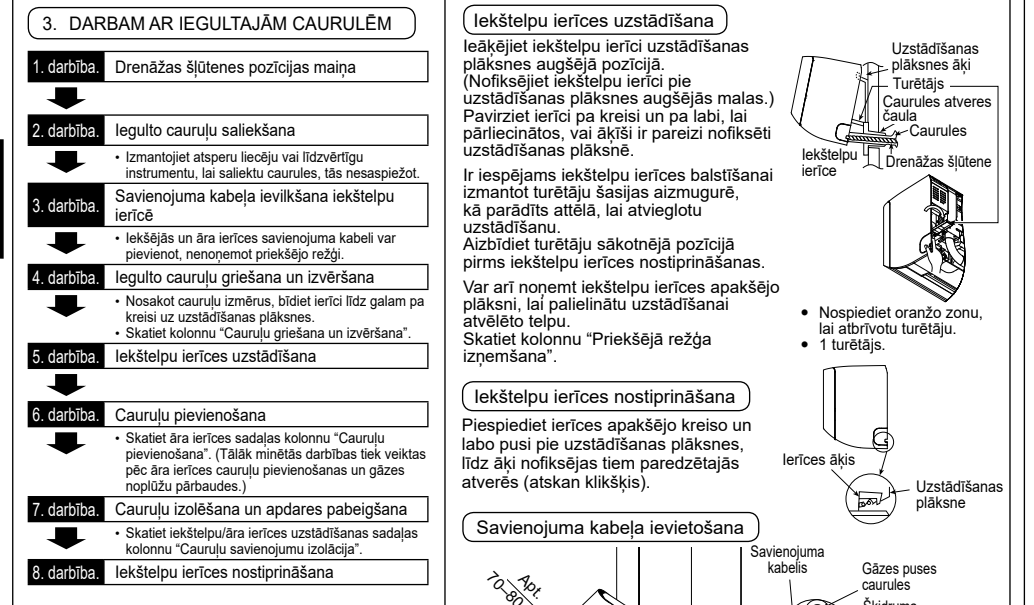 3. DARBAM AR IEGULTAJĀM CAURULĒM
1. darbība. Drenāžas šļūtenes pozīcijas maiņa
2. darbība. Iegulto cauruļu saliekšana
• Izmantojiet atsperu liecēju vai līdzvērtīgu
instrumentu, lai saliektu caurules, tās nesaspiežot.
3. darbība. Savienojuma kabeļa ievilkšana iekštelpu
ierīcē
• Iekšējās un āra ierīces savienojuma kabeli var
pievienot, nenoņemot priekšējo režģi.
4. darbība. Iegulto cauruļu griešana un izvēršana
• Nosakot cauruļu izmērus, bīdiet ierīci līdz galam pa
kreisi uz uzstādīšanas plāksnes.
• Skatiet kolonnu “Cauruļu griešana un izvēršana”.
5. darbība. Iekštelpu ierīces uzstādīšana
6. darbība. Cauruļu pievienošana
• Skatiet āra ierīces sadaļas kolonnu “Cauruļu
pievienošana”. (Tālāk minētās darbības tiek veiktas
pēc āra ierīces cauruļu pievienošanas un gāzes
noplūžu pārbaudes.)
7. darbība. Cauruļu izolēšana un apdares pabeigšana
• Skatiet iekštelpu/āra ierīces uzstādīšanas sadaļas
kolonnu “Cauruļu savienojumu izolācija”.
8. darbība. Iekštelpu ierīces nostiprināšana
Iekštelpu ierīces uzstādīšana
Ieāķējiet iekštelpu ierīci uzstādīšanas
plāksnes augšējā pozīcijā.
(Nofiksējiet iekštelpu ierīci pie
uzstādīšanas plāksnes augšējās malas.)
Pavirziet ierīci pa kreisi un pa labi, lai
pārliecinātos, vai āķīši ir pareizi nofiksēti
uzstādīšanas plāksnē.
Ir iespējams iekštelpu ierīces balstīšanai
izmantot turētāju šasijas aizmugurē,
kā parādīts attēlā, lai atvieglotu
uzstādīšanu.
Aizbīdiet turētāju sākotnējā pozīcijā
pirms iekštelpu ierīces nostiprināšanas.
Var arī noņemt iekštelpu ierīces apakšējo
plāksni, lai palielinātu uzstādīšanai
atvēlēto telpu.
Skatiet kolonnu “Priekšējā režģa
izņemšana”.
Uzstādīšanas
plāksnes āķi
Turētājs
Caurules atveres
čaula
Caurules
Iekštelpu
ierīce
Drenāžas šļūtene
• Nospiediet oranžo zonu,
lai atbrīvotu turētāju.
• 1 turētājs.
Iekštelpu ierīces nostiprināšana
Piespiediet ierīces apakšējo kreiso un
labo pusi pie uzstādīšanas plāksnes,
līdz āķi nofiksējas tiem paredzētajās
atverēs (atskan klikšķis).
Ierīces āķis
Uzstādīšanas
plāksne
Savienojuma kabeļa ievietošana
Apt.
70–80
Savienojuma
kabelis
Gāzes puses
caurules